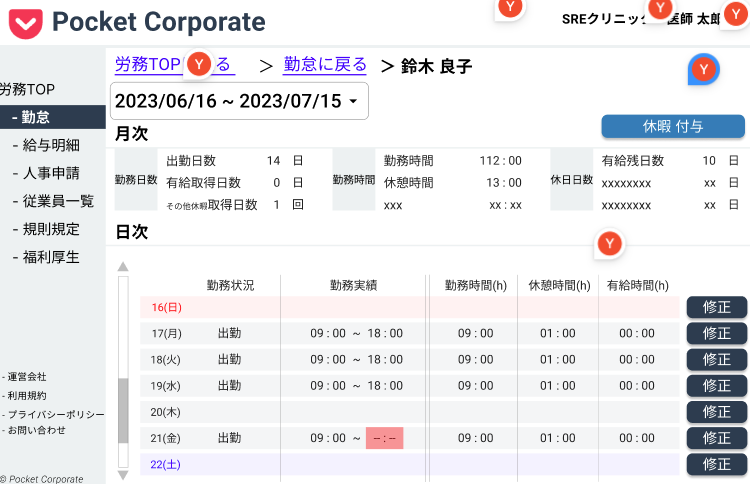 Pocket Corporate
SREクリニック 医師 太郎
労務TOP
- 勤怠
- 給与明細
- 人事申請
- 従業員一覧
- 規則規定
- 福利厚生
- 運営会社
- 利用規約
- プライバシーポリシー
- お問い合わせ
© Pocket Corporate
労務TOP る > 勤怠に戻る > 鈴木 良子
2023/06/16 ~ 2023/07/15
月次
休暇 付与
勤務日数
出勤日数 14 日
有給取得日数 0 日
その他休暇取得日数 1 回
勤務時間
勤務時間 112 : 00
休憩時間 13 : 00
xxx xx : xx
休日日数
有給残日数 10 日
xxxxxxxx xx 日
xxxxxxxx xx 日
日次
勤務状況 勤務実績 勤務時間(h) 休憩時間(h) 有給時間(h)
16(日) 修正
17(月) 出勤 09 : 00 ~ 18 : 00 09 : 00 01 : 00 00 : 00 修正
18(火) 出勤 09 : 00 ~ 18 : 00 09 : 00 01 : 00 00 : 00 修正
19(水) 出勤 09 : 00 ~ 18 : 00 09 : 00 01 : 00 00 : 00 修正
20(木) 修正
21(金) 出勤 09 : 00 ~ -- : -- 09 : 00 01 : 00 00 : 00 修正
22(土) 修正
Y
Y
Y
Y
Y
Y